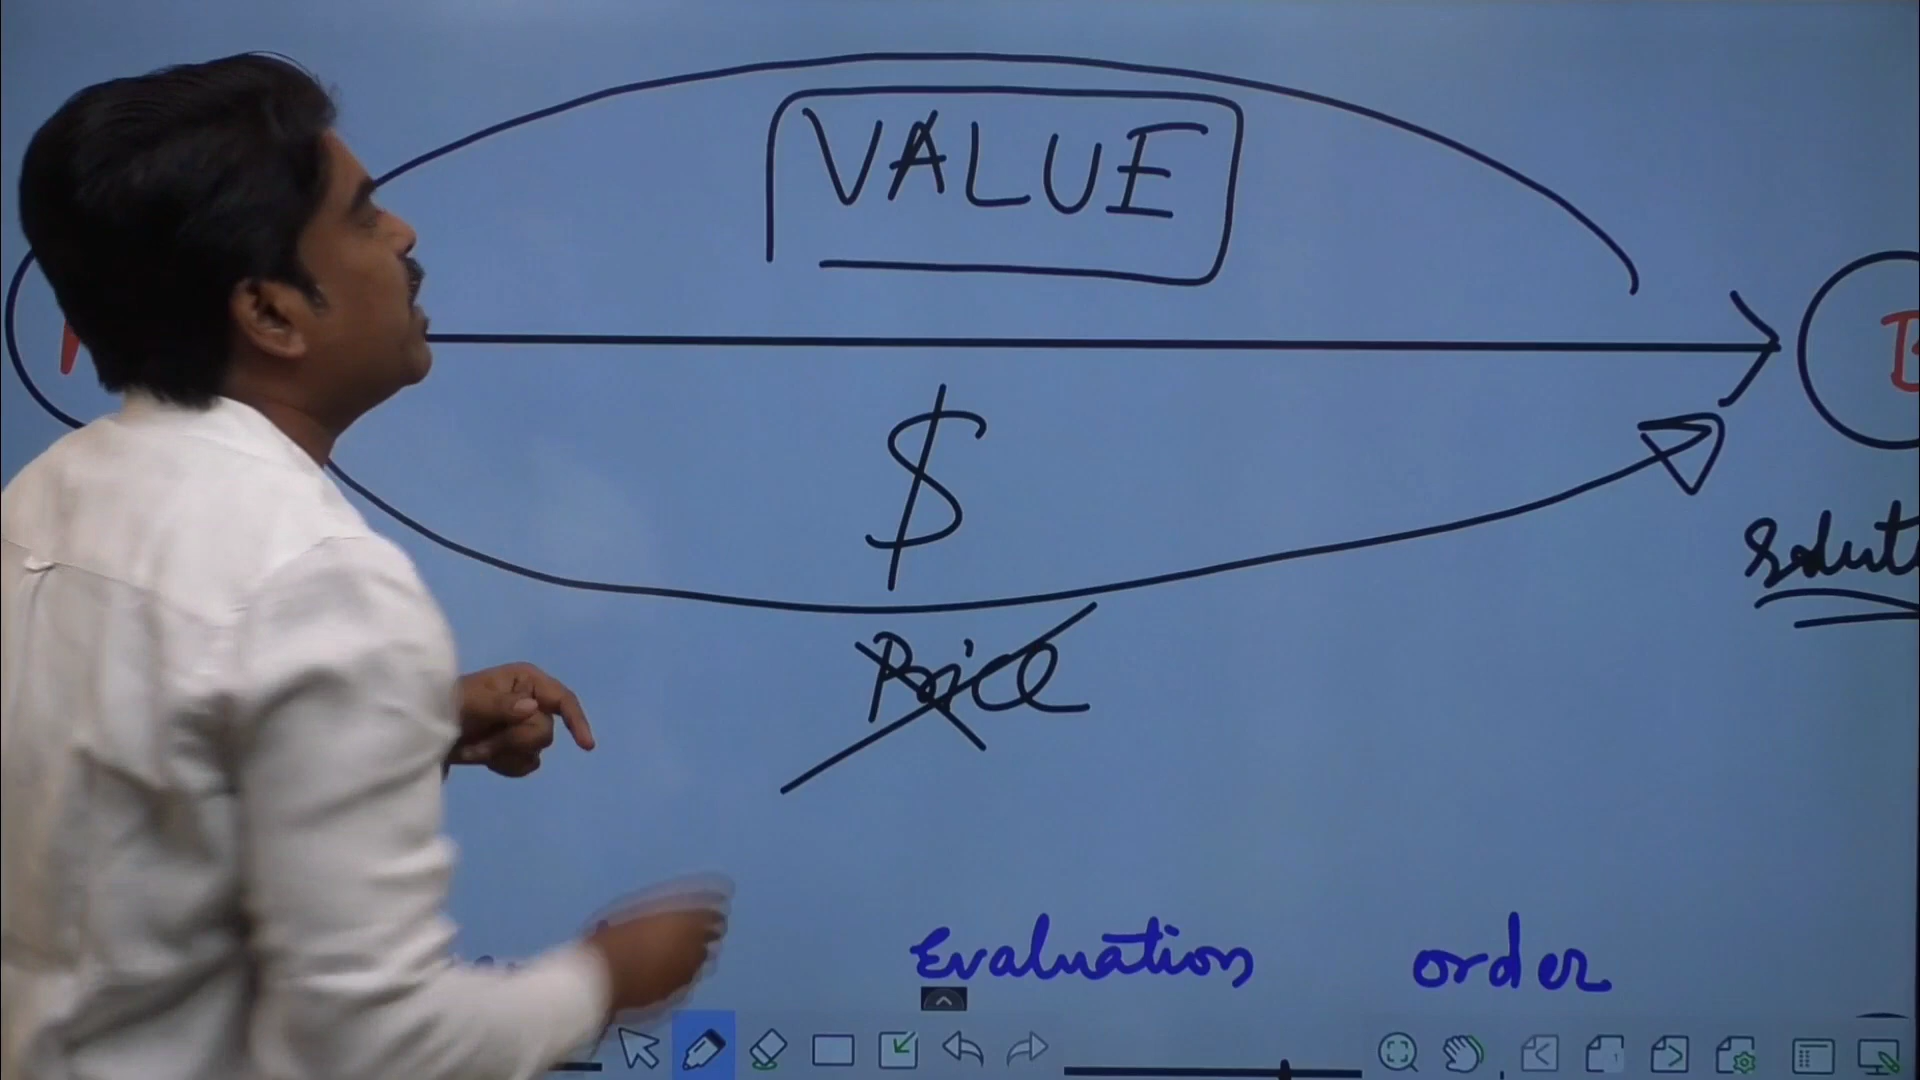 VALUE
B
$
Price
Evaluation order